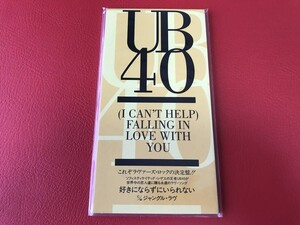 UB
40
(I CAN'T HELP)
FALLING IN
LOVE WITH
YOU
これぞラヴァーズ・ロックの決定盤!!
好きにならずにいられない
ジャングル・ラヴ